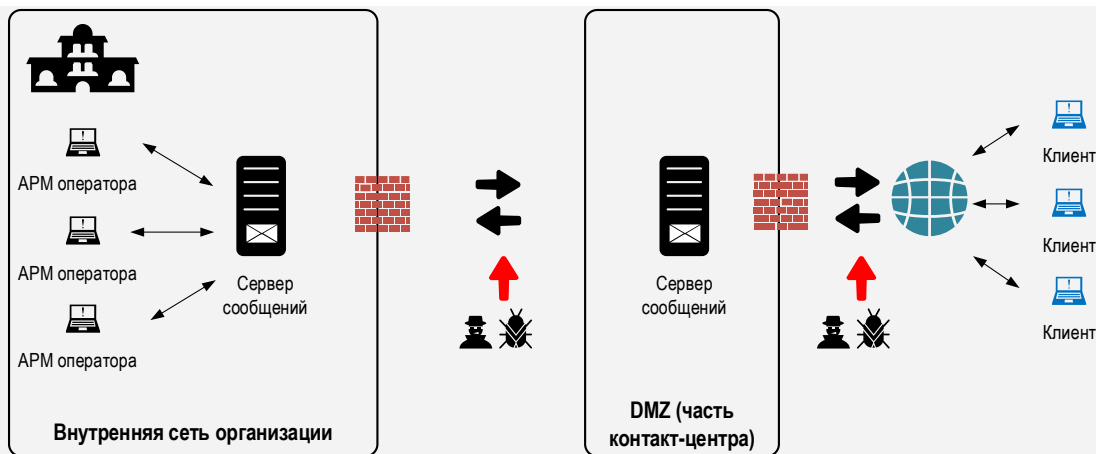 АРМ оператора
АРМ оператора
АРМ оператора
Сервер
сообщений
Внутренняя сеть организации
Сервер
сообщений
DMZ (часть
контакт-центра)
Клиент
Клиент
Клиент